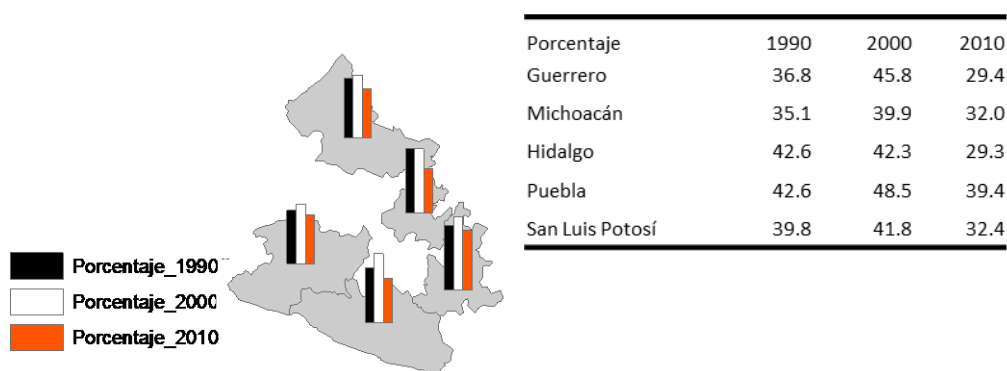 Porcentaje 1990 2000 2010
Guerrero 36.8 45.8 29.4
Michoacán 35.1 39.9 32.0
Hidalgo 42.6 42.3 29.3
Puebla 42.6 48.5 39.4
San Luis Potosí 39.8 41.8 32.4
Porcentaje_1990
Porcentaje_2000
Porcentaje_2010